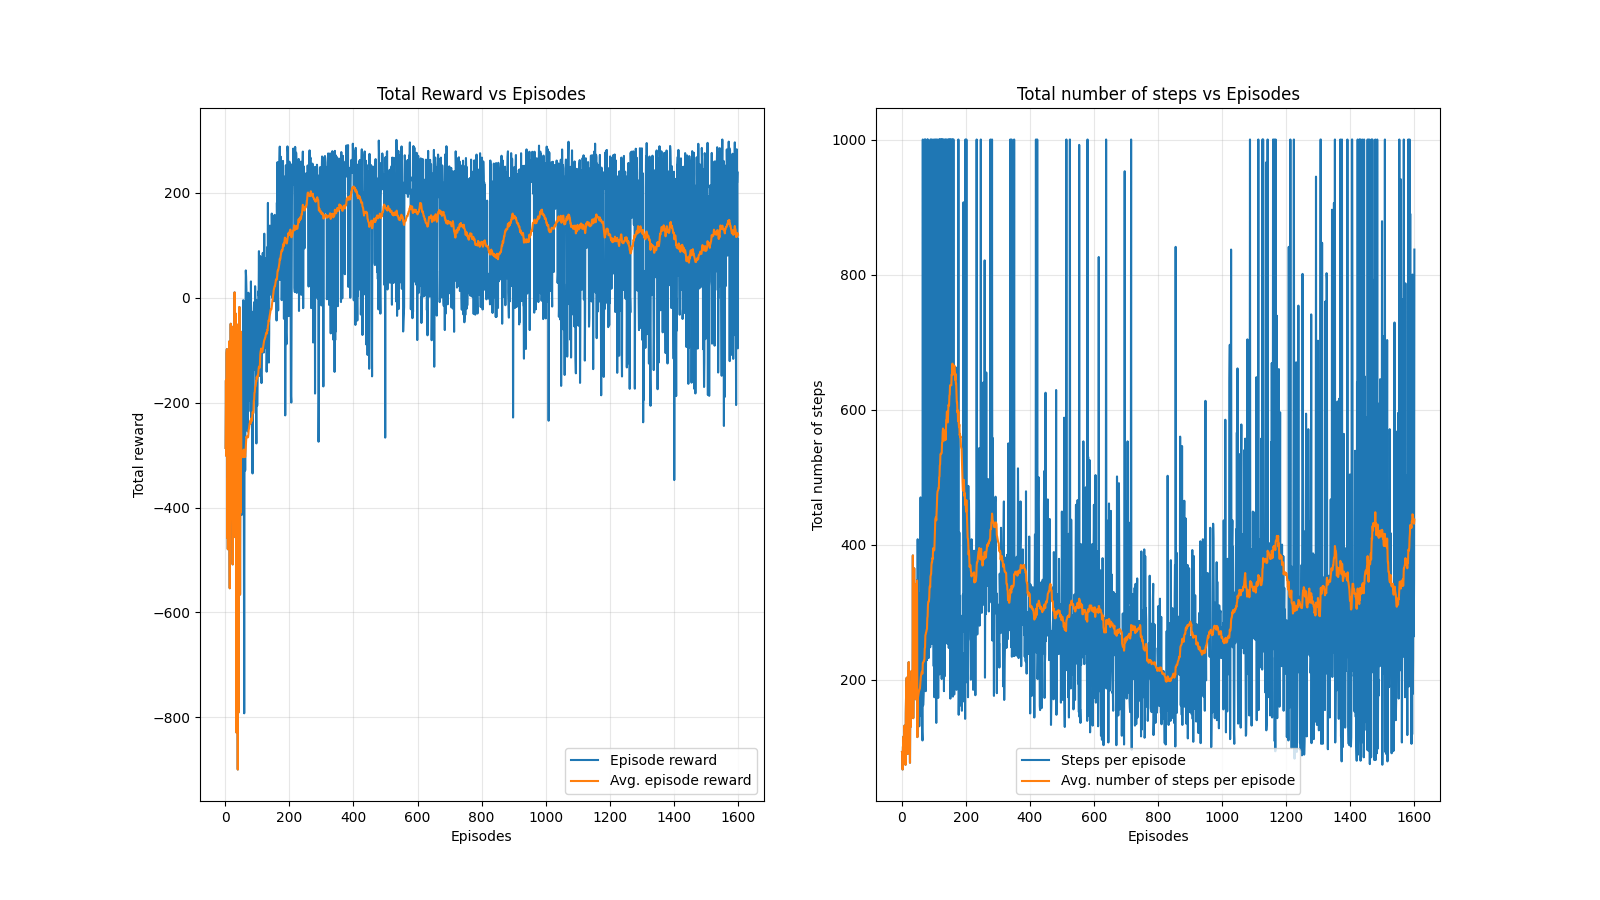 Total Reward vs Episodes
Total reward
200
0
−200
−400
−600
−800
0 200 400 600 800 1000 1200 1400 1600
Episodes
Episode reward
Avg. episode reward
Total number of steps vs Episodes
Total number of steps
1000
800
600
400
200
0 200 400 600 800 1000 1200 1400 1600
Episodes
Steps per episode
Avg. number of steps per episode